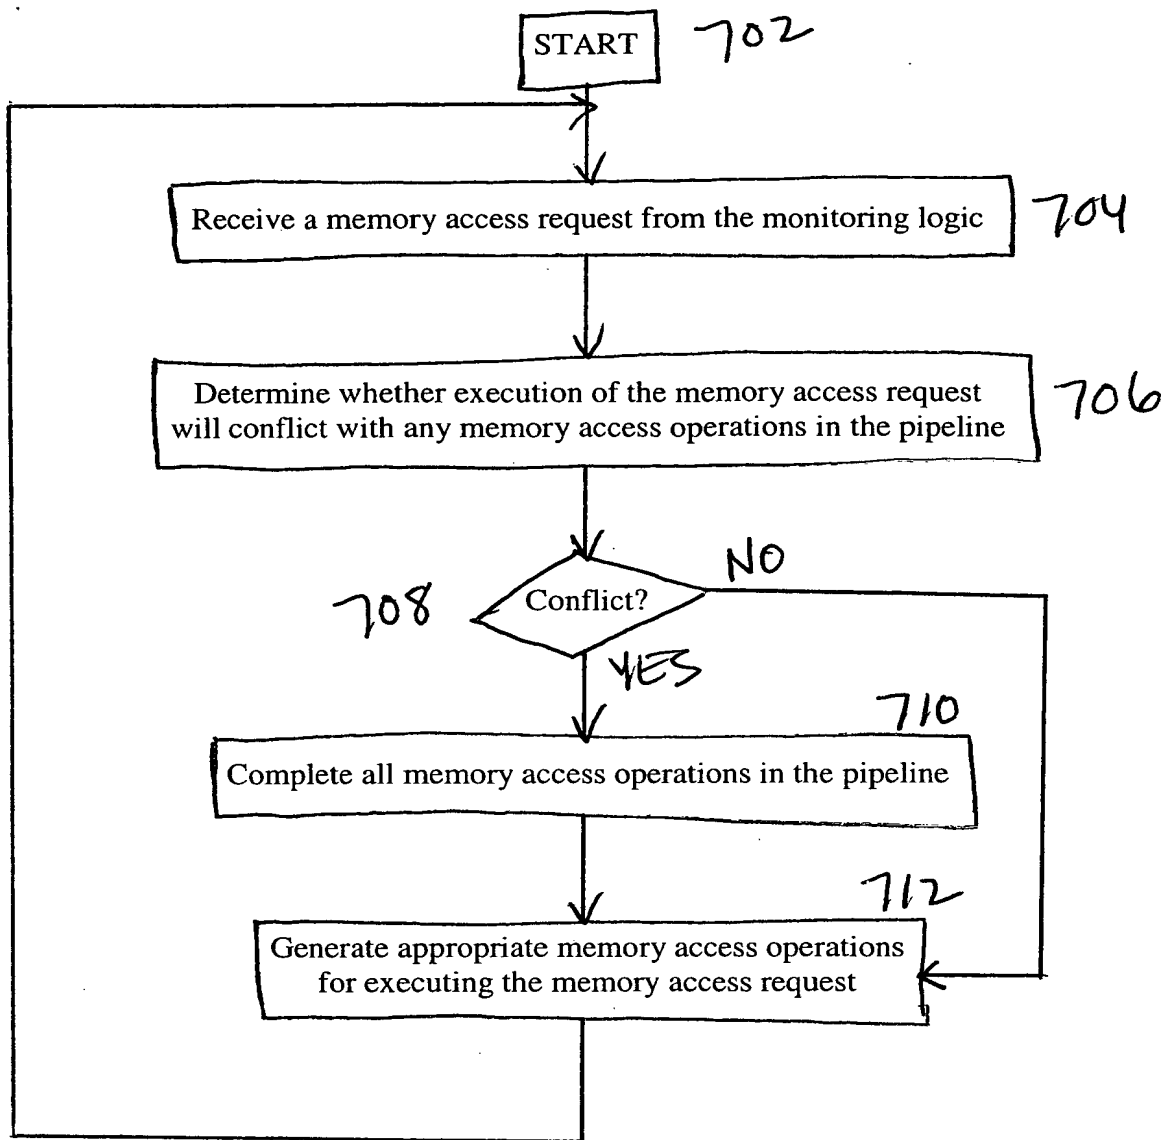 START 702
Receive a memory access request from the monitoring logic 704
Determine whether execution of the memory access request
will conflict with any memory access operations in the pipeline 706
NO
708 Conflict?
YES
710
Complete all memory access operations in the pipeline
712
Generate appropriate memory access operations
for executing the memory access request